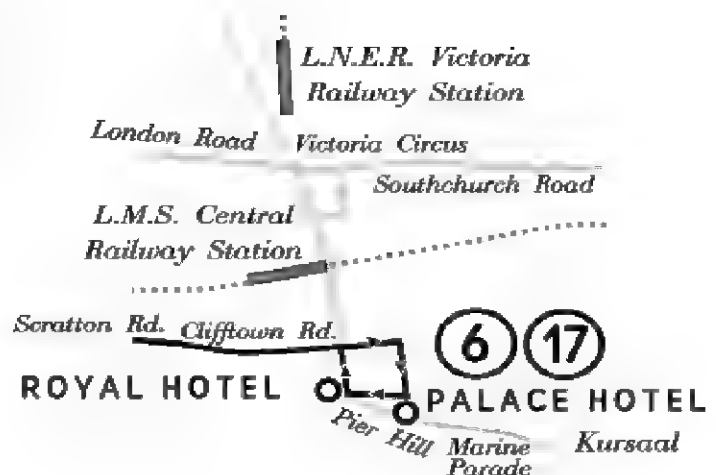 L.N.E.R. Victoria
Railway Station
London Road
Victoria Circus
Southchurch Road
L.M.S. Central
Railway Station
Scratton Rd.
Clifftown Rd.
6 17
ROYAL HOTEL
PALACE HOTEL
Pier Hill
Marine
Parade
Kursaal